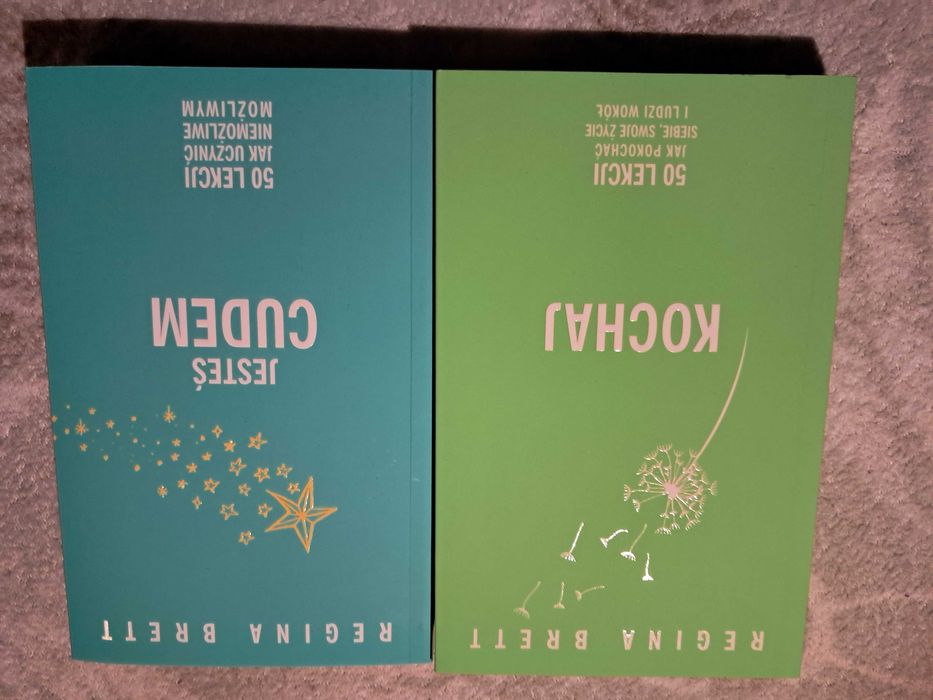 REGINA BRETT
KOCHAJ
50 LEKCJI
JAK POKOCHAĆ
SIEBIE, SWOJE ŻYCIE
I LUDZI WOKÓŁ
REGINA BRETT
JESTEŚ
CUDEM
50 LEKCJI
JAK UCZYNIĆ
NIEMOŻLIWE
MOŻLIWYM